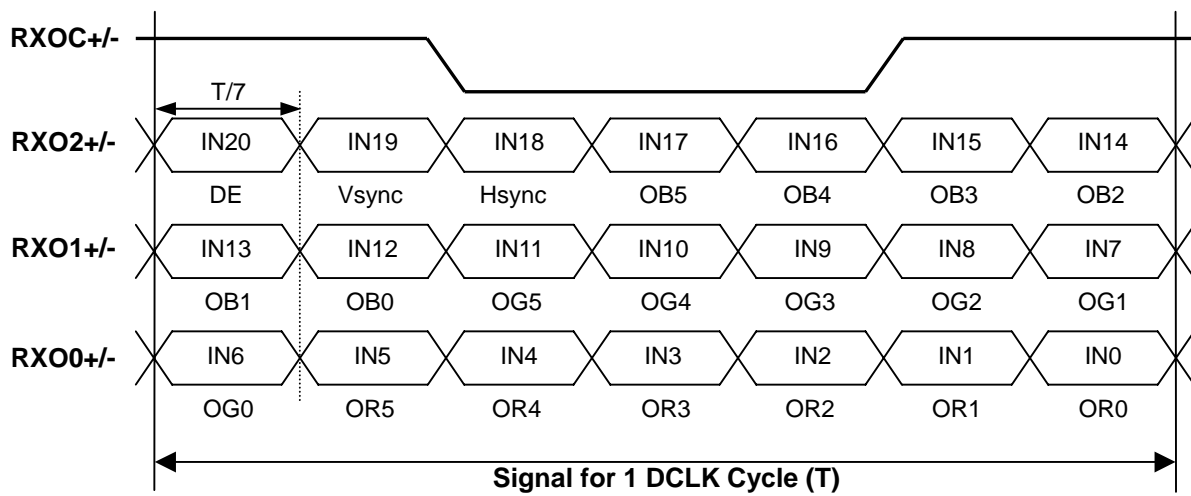 RXOC+/-
T/7
RXO2+/- IN20 IN19 IN18 IN17 IN16 IN15 IN14
DE Vsync Hsync OB5 OB4 OB3 OB2
RXO1+/- IN13 IN12 IN11 IN10 IN9 IN8 IN7
OB1 OB0 OG5 OG4 OG3 OG2 OG1
RXO0+/- IN6 IN5 IN4 IN3 IN2 IN1 IN0
OG0 OR5 OR4 OR3 OR2 OR1 OR0
Signal for 1 DCLK Cycle (T)